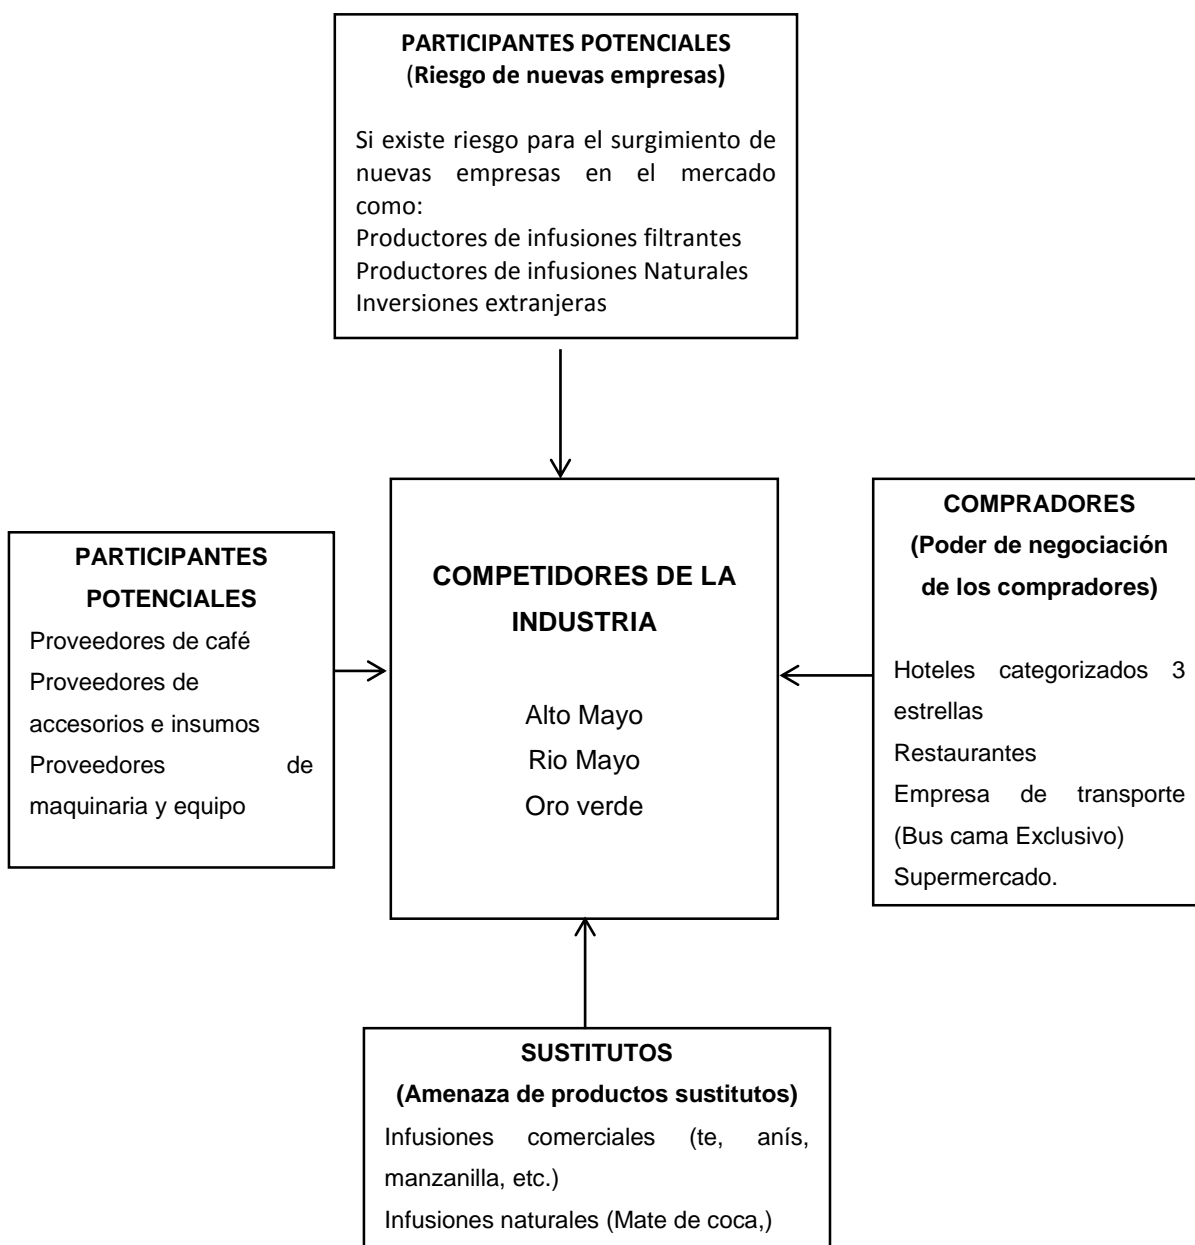 PARTICIPANTES POTENCIALES
(Riesgo de nuevas empresas)
Si existe riesgo para el surgimiento de
nuevas empresas en el mercado
como:
Productores de infusiones filtrantes
Productores de infusiones Naturales
Inversiones extranjeras
PARTICIPANTES
POTENCIALES
Proveedores de café
Proveedores de
accesorios e insumos
Proveedores de
maquinaria y equipo
COMPETIDORES DE LA
INDUSTRIA
Alto Mayo
Rio Mayo
Oro verde
COMPRADORES
(Poder de negociación
de los compradores)
Hoteles categorizados 3
estrellas
Restaurantes
Empresa de transporte
(Bus cama Exclusivo)
Supermercado.
SUSTITUTOS
(Amenaza de productos sustitutos)
Infusiones comerciales (te, anís,
manzanilla, etc.)
Infusiones naturales (Mate de coca,)